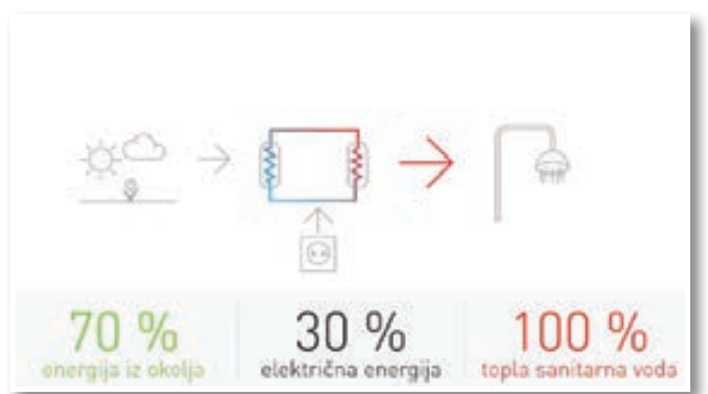 70 %
30 %
100 %
energija iz okolja
električna energija
topla sanitarna voda